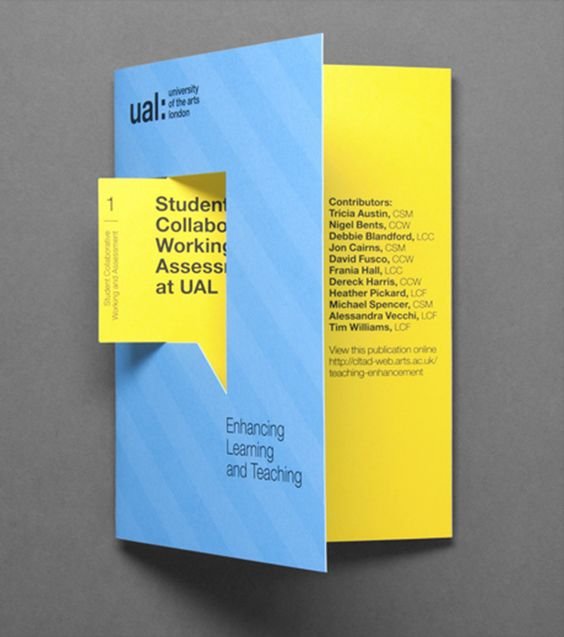 ual:
university
of the arts
london
1
Student Collaborative
Working and Assessment
Student
Collabo
Working
Assess
at UAL
Enhancing
Learning
and Teaching
Contributors:
Tricia Austin, CSM
Nigel Bents, CCW
Debbie Blandford, LCC
Jon Cairns, CSM
David Fusco, CCW
Frania Hall, LCC
Dereck Harris, CCW
Heather Pickard, LCF
Michael Spencer, CSM
Alessandra Vecchi, LCF
Tim Williams, LCF
View this publication online
http://cltad-web.arts.ac.uk/
teaching-enhancement